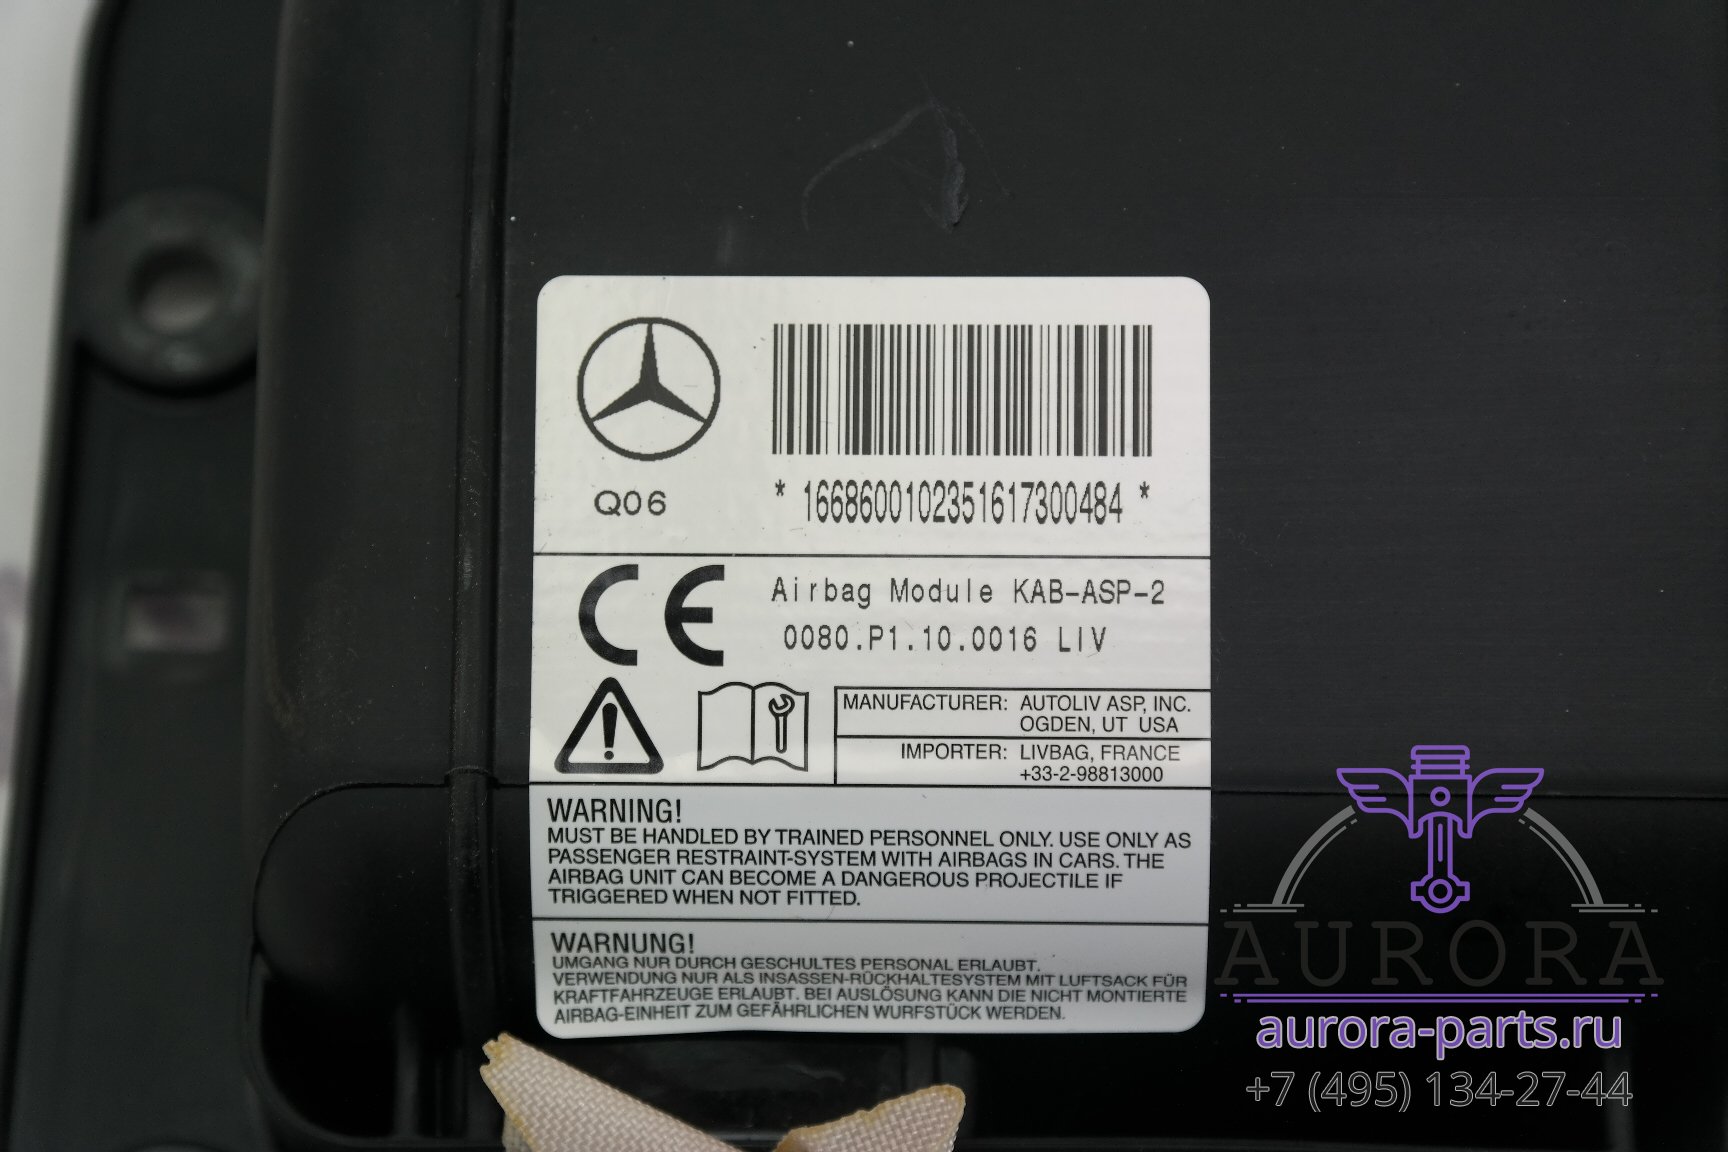 Q06
* 1668600102351617300484 *
CE
Airbag Module KAB-ASP-2
0080.P1.10.0016 LIV
MANUFACTURER: AUTOLIV ASP, INC.
OGDEN, UT USA
IMPORTER: LIVBAG, FRANCE
+33-2-98813000
WARNING!
MUST BE HANDLED BY TRAINED PERSONNEL ONLY. USE ONLY AS
PASSENGER RESTRAINT-SYSTEM WITH AIRBAGS IN CARS. THE
AIRBAG UNIT CAN BECOME A DANGEROUS PROJECTILE IF
TRIGGERED WHEN NOT FITTED.
WARNUNG!
UMGANG NUR DURCH GESCHULTES PERSONAL ERLAUBT.
VERWENDUNG NUR ALS INSASSEN-RÜCKHALTESYSTEM MIT LUFTSACK FÜR
KRAFTFAHRZEUGE ERLAUBT. BEI AUSLÖSUNG KANN DIE NICHT MONTIERTE
AIRBAG-EINHEIT ZUM GEFÄHRLICHEN WURFSTÜCK WERDEN.
AURORA
aurora-parts.ru
+7 (495) 134-27-44